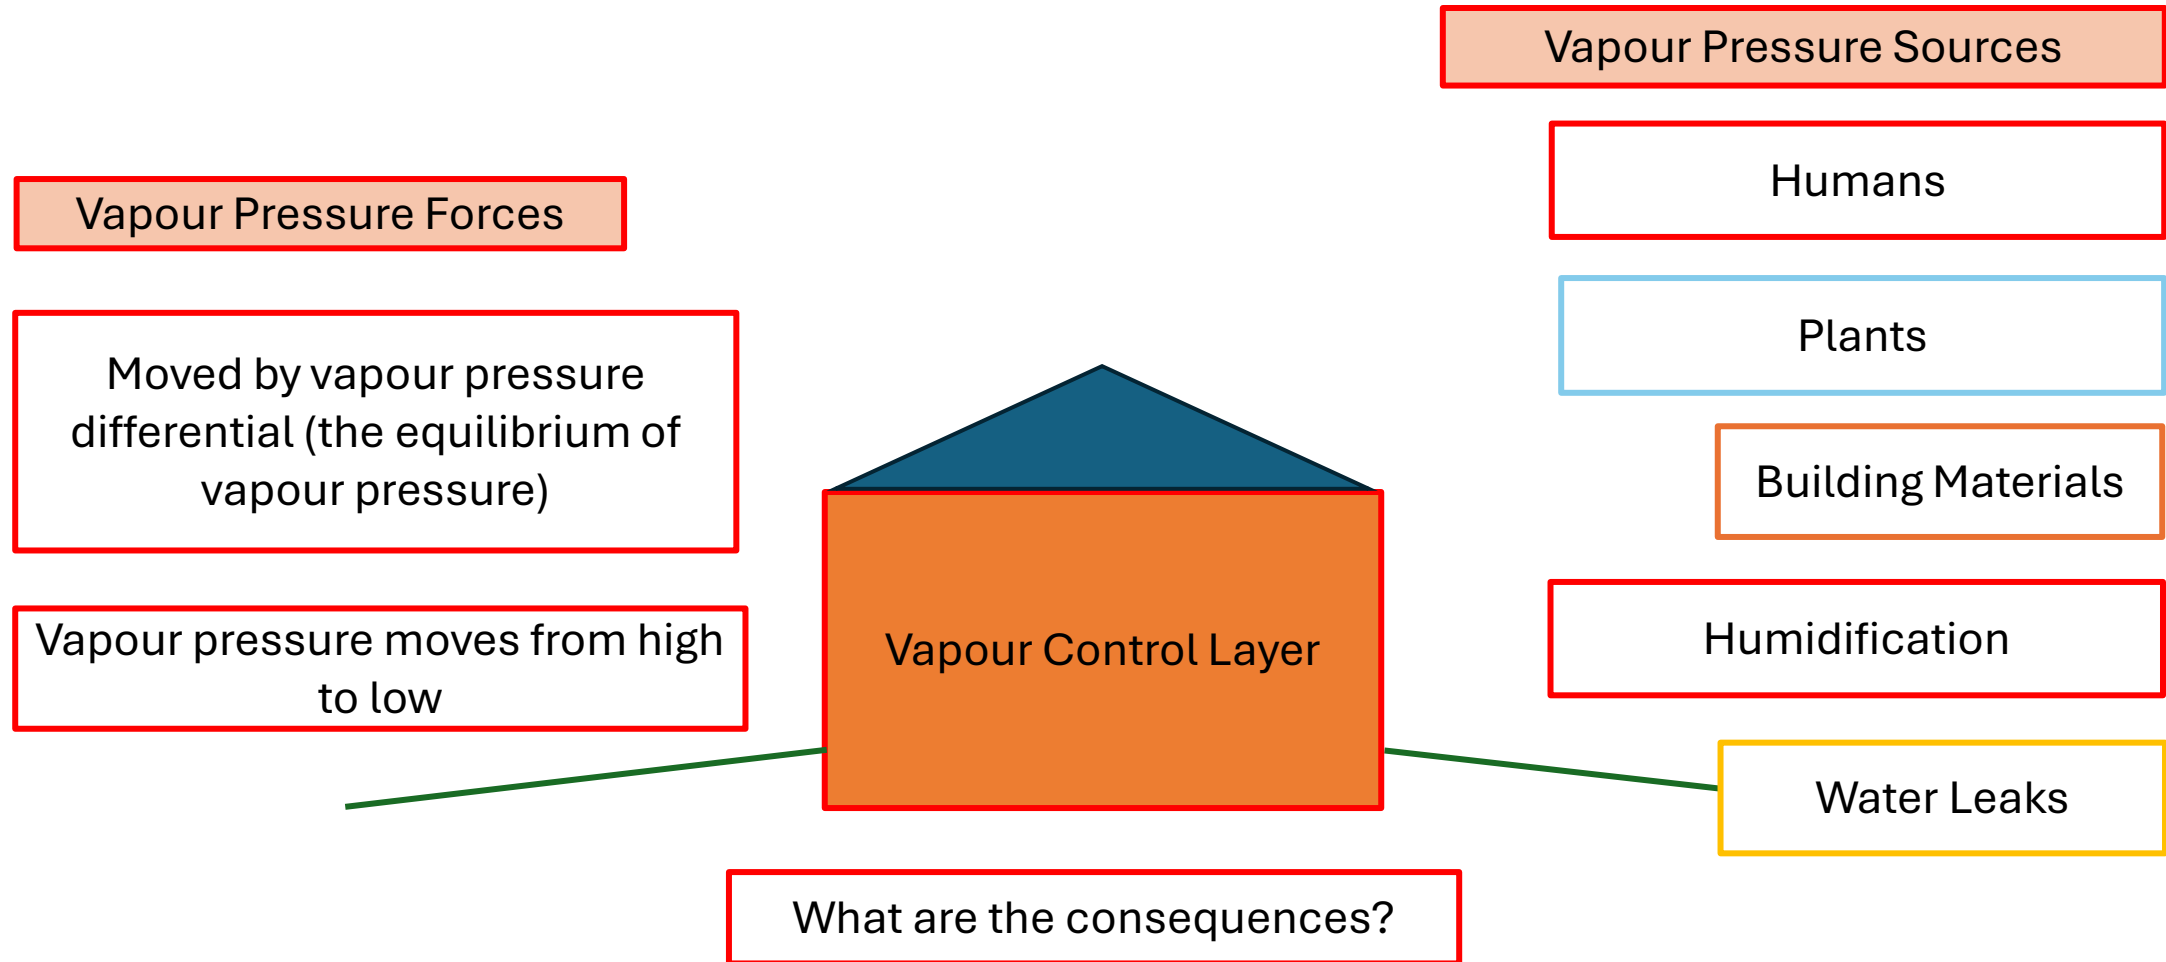 Vapour Pressure Sources
Humans
Vapour Pressure Forces
Plants
Moved by vapour pressure
differential (the equilibrium of
vapour pressure)
Building Materials
Vapour pressure moves from high
to low
Vapour Control Layer
Humidification
Water Leaks
What are the consequences?